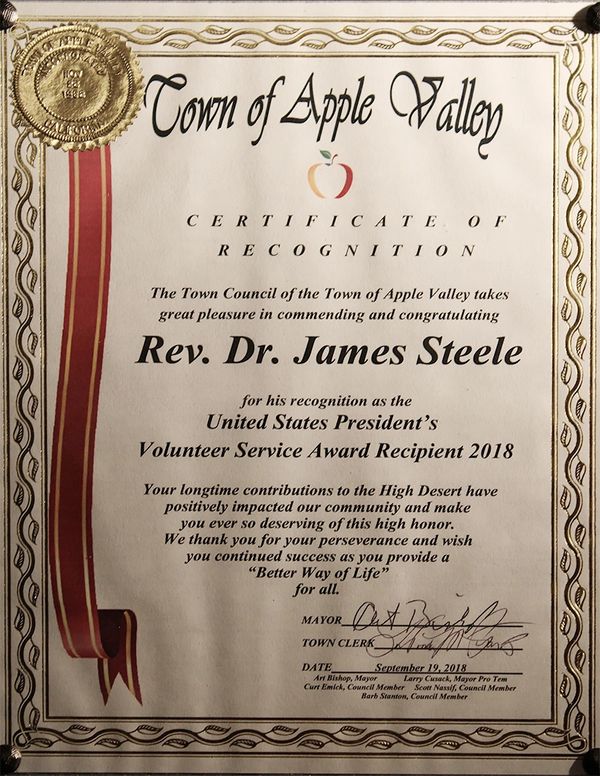 TOWN OF APPLE VALLEY
CALIFORNIA
Town of Apple Valley
CERTIFICATE OF
RECOGNITION
The Town Council of the Town of Apple Valley takes
great pleasure in commending and congratulating
Rev. Dr. James Steele
for his recognition as the
United States President's
Volunteer Service Award Recipient 2018
Your longtime contributions to the High Desert have
positively impacted our community and make
you ever so deserving of this high honor.
We thank you for your perseverance and wish
you continued success as you provide a
“Better Way of Life”
for all.
MAYOR
TOWN CLERK
DATE September 19, 2018
Art Bishop, Mayor Larry Cusack, Mayor Pro Tem
Curt Emick, Council Member Scott Nassif, Council Member
Barb Stanton, Council Member